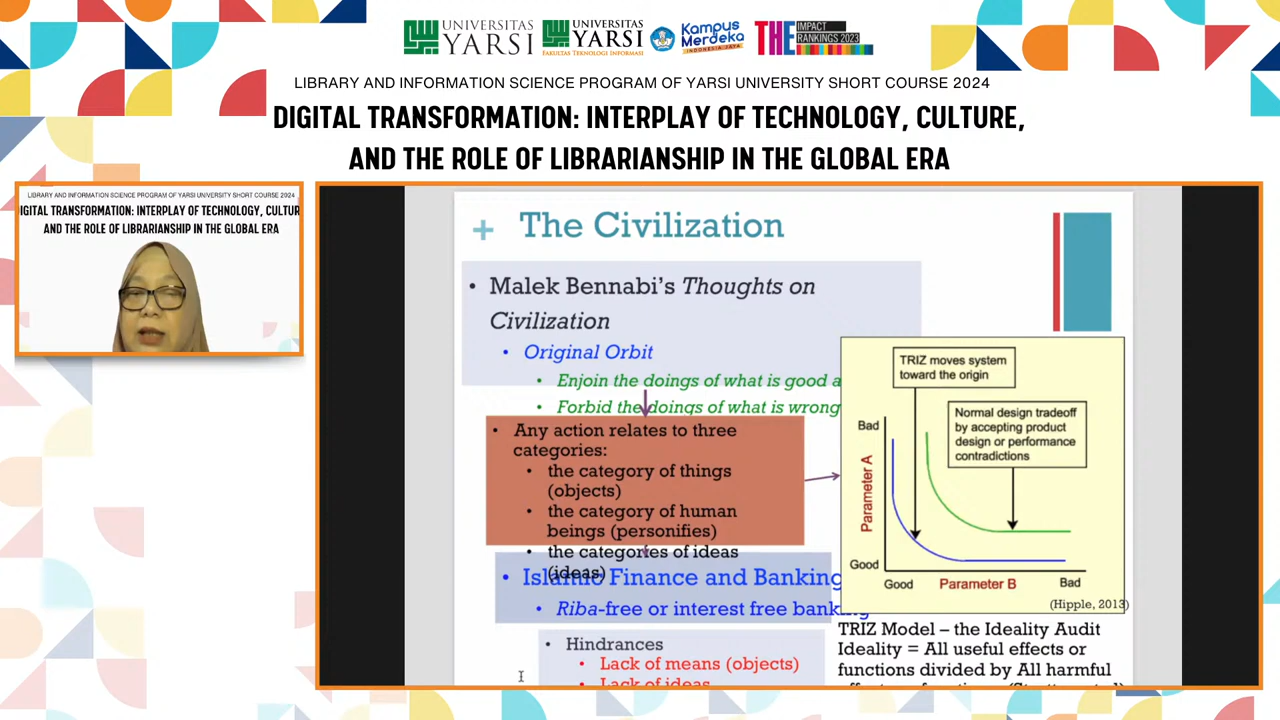 UNIVERSITAS
YARSI
UNIVERSITAS
YARSI
FAKULTAS TEKNOLOGI INFORMASI
Kampus
Merdeka
INDONESIA JAYA
THE
IMPACT
RANKINGS 2023
LIBRARY AND INFORMATION SCIENCE PROGRAM OF YARSI UNIVERSITY SHORT COURSE 2024
DIGITAL TRANSFORMATION: INTERPLAY OF TECHNOLOGY, CULTURE,
AND THE ROLE OF LIBRARIANSHIP IN THE GLOBAL ERA
LIBRARY AND INFORMATION SCIENCE PROGRAM OF YARSI UNIVERSITY SHORT COURSE 2024
IGITAL TRANSFORMATION: INTERPLAY OF TECHNOLOGY, CULTUR
AND THE ROLE OF LIBRARIANSHIP IN THE GLOBAL ERA
+ The Civilization
• Malek Bennabi's Thoughts on
Civilization
• Original Orbit
• Enjoin the doings of what is good a
• Forbid the doings of what is wrong
• Any action relates to three
categories:
• the category of things
(objects)
• the category of human
beings (personifies)
• the categories of ideas
(ideas)
• Islamic Finance and Banking
• Riba-free or interest free banking
• Hindrances
• Lack of means (objects)
• Lack of ideas
TRIZ moves system
toward the origin
Normal design tradeoff
by accepting product
design or performance
contradictions
Bad
Parameter A
Good
Good Parameter B Bad
(Hipple, 2013)
TRIZ Model – the Ideality Audit
Ideality = All useful effects or
functions divided by All harmful